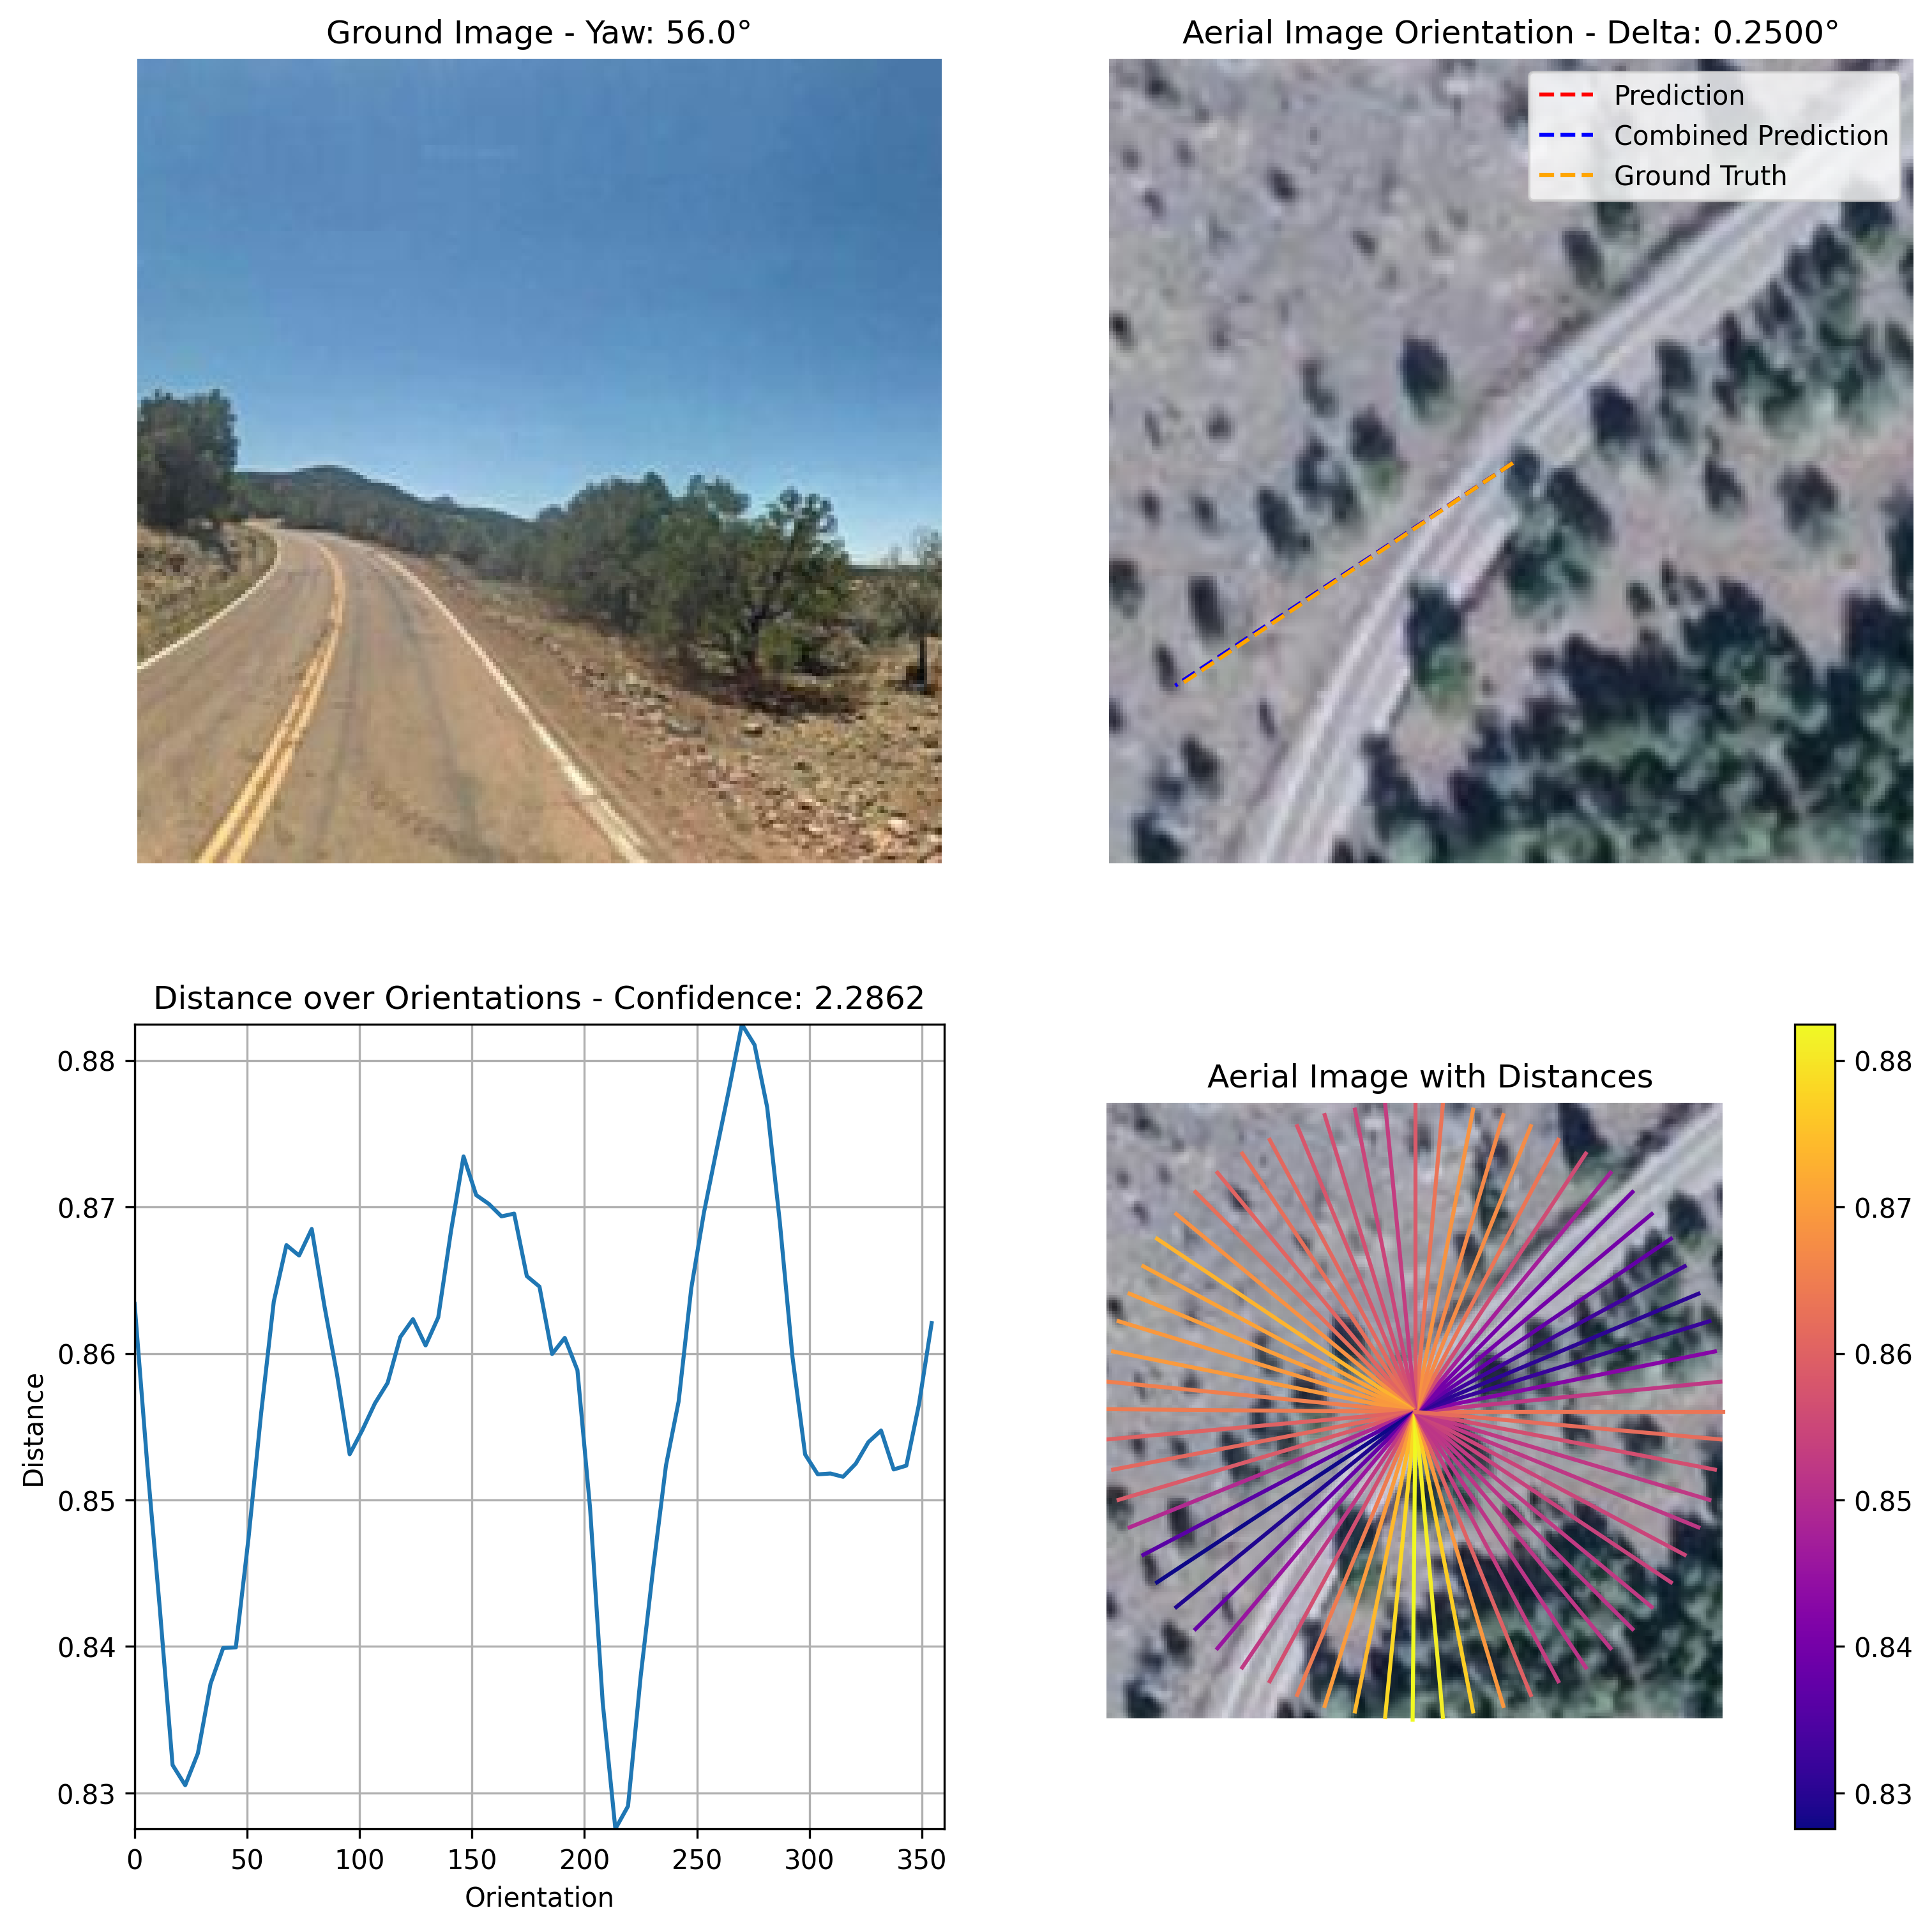 Ground Image - Yaw: 56.0°
Aerial Image Orientation - Delta: 0.2500°
Prediction
Combined Prediction
Ground Truth
Distance over Orientations - Confidence: 2.2862
0.88
0.87
0.86
0.85
0.84
0.83
Distance
0
50
100
150
200
250
300
350
Orientation
Aerial Image with Distances
0.88
0.87
0.86
0.85
0.84
0.83